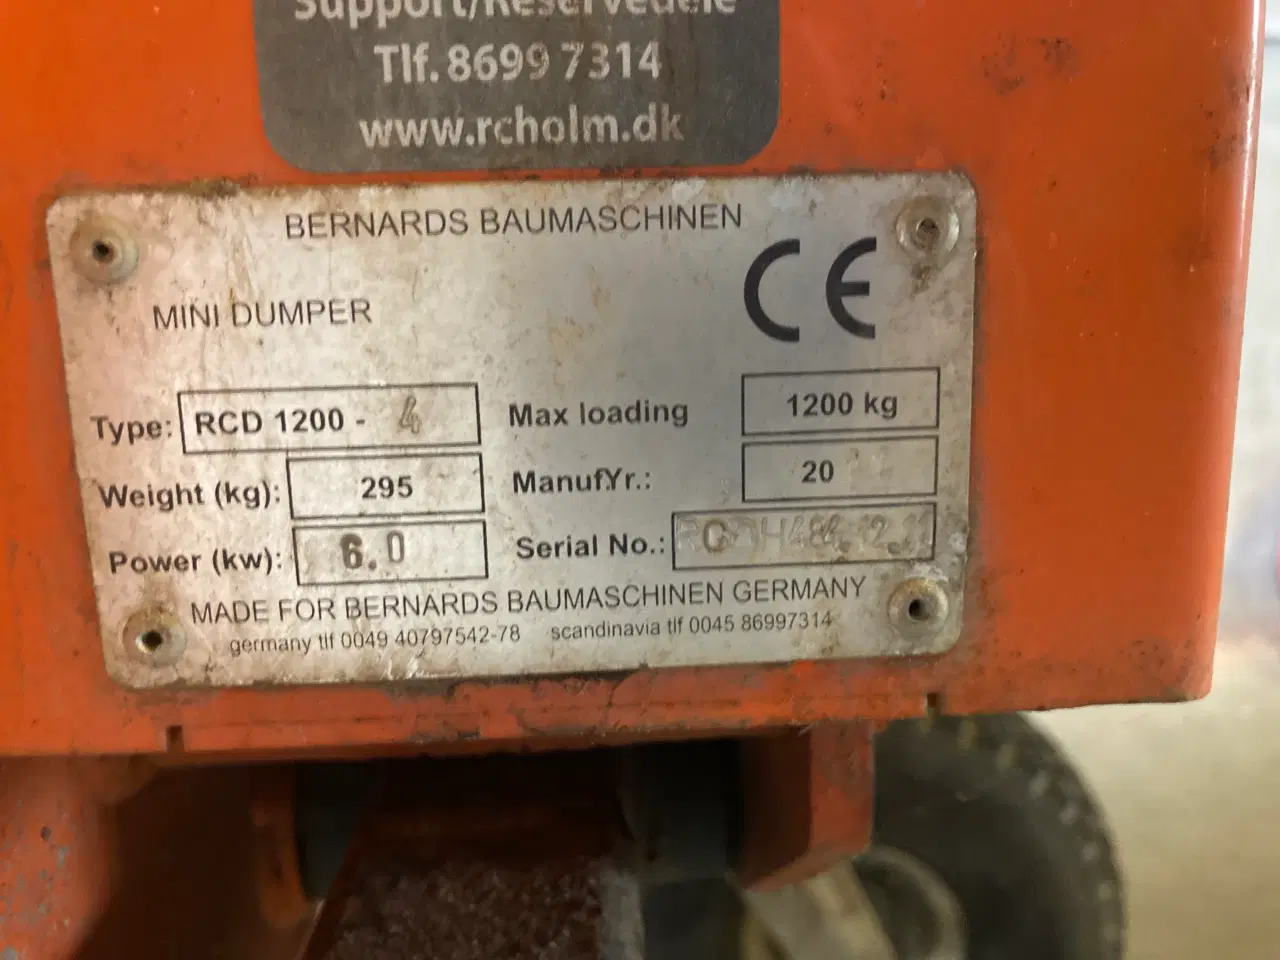 Support/Reservedele
Tlf. 8699 7314
www.rcholm.dk
BERNARDS BAUMASCHINEN
CE
MINI DUMPER
Type: RCD 1200 - 4
Max loading 1200 kg
Weight (kg): 295
ManufYr.: 20
Power (kw): 6.0
Serial No.:
MADE FOR BERNARDS BAUMASCHINEN GERMANY
germany tlf 0049 40797542-78 scandinavia tlf 0045 86997314